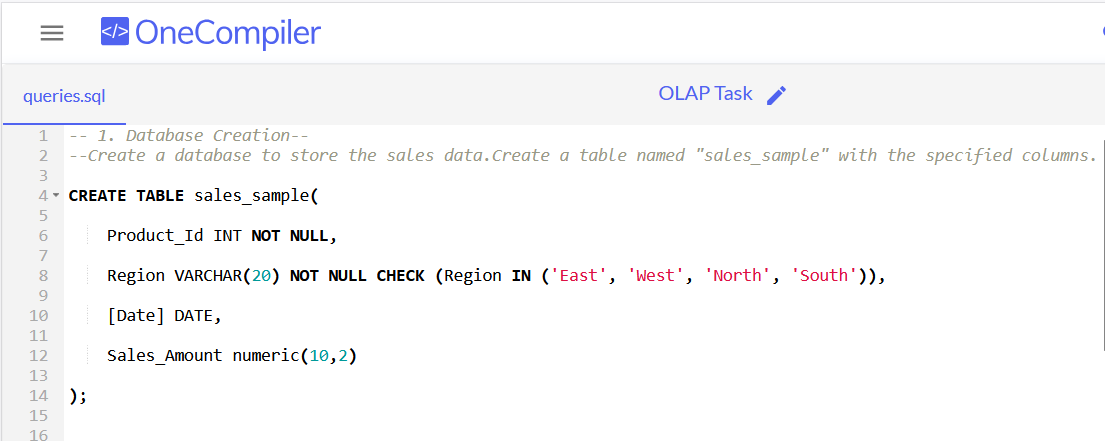 </> OneCompiler
queries.sql
OLAP Task
1 -- 1. Database Creation--
2 --Create a database to store the sales data.Create a table named "sales_sample" with the specified columns.
3
4 CREATE TABLE sales_sample(
5
6 Product_Id INT NOT NULL,
7
8 Region VARCHAR(20) NOT NULL CHECK (Region IN ('East', 'West', 'North', 'South')),
9
10 [Date] DATE,
11
12 Sales_Amount numeric(10,2)
13
14 );
15
16